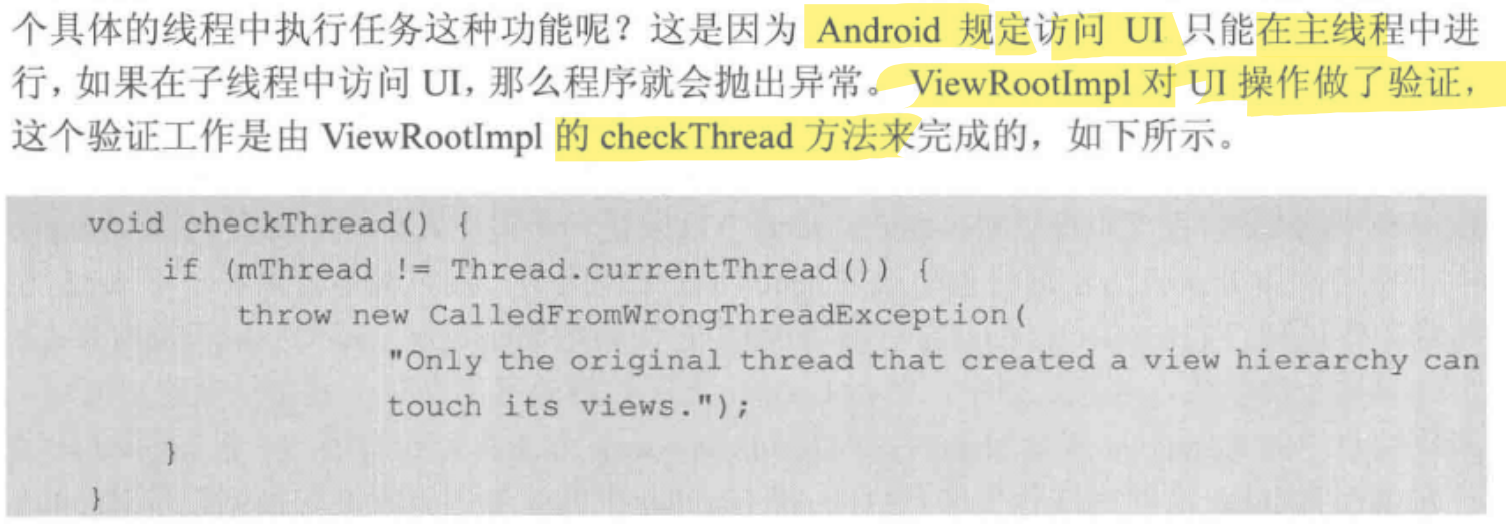 个具体的线程中执行任务这种功能呢？这是因为 Android 规定访问 UI 只能在主线程中进
行，如果在子线程中访问 UI，那么程序就会抛出异常。ViewRootImpl 对 UI 操作做了验证，
这个验证工作是由 ViewRootImpl 的 checkThread 方法来完成的，如下所示。
void checkThread() {
if (mThread != Thread.currentThread()) {
throw new CalledFromWrongThreadException(
"Only the original thread that created a view hierarchy can
touch its views.");
}
}